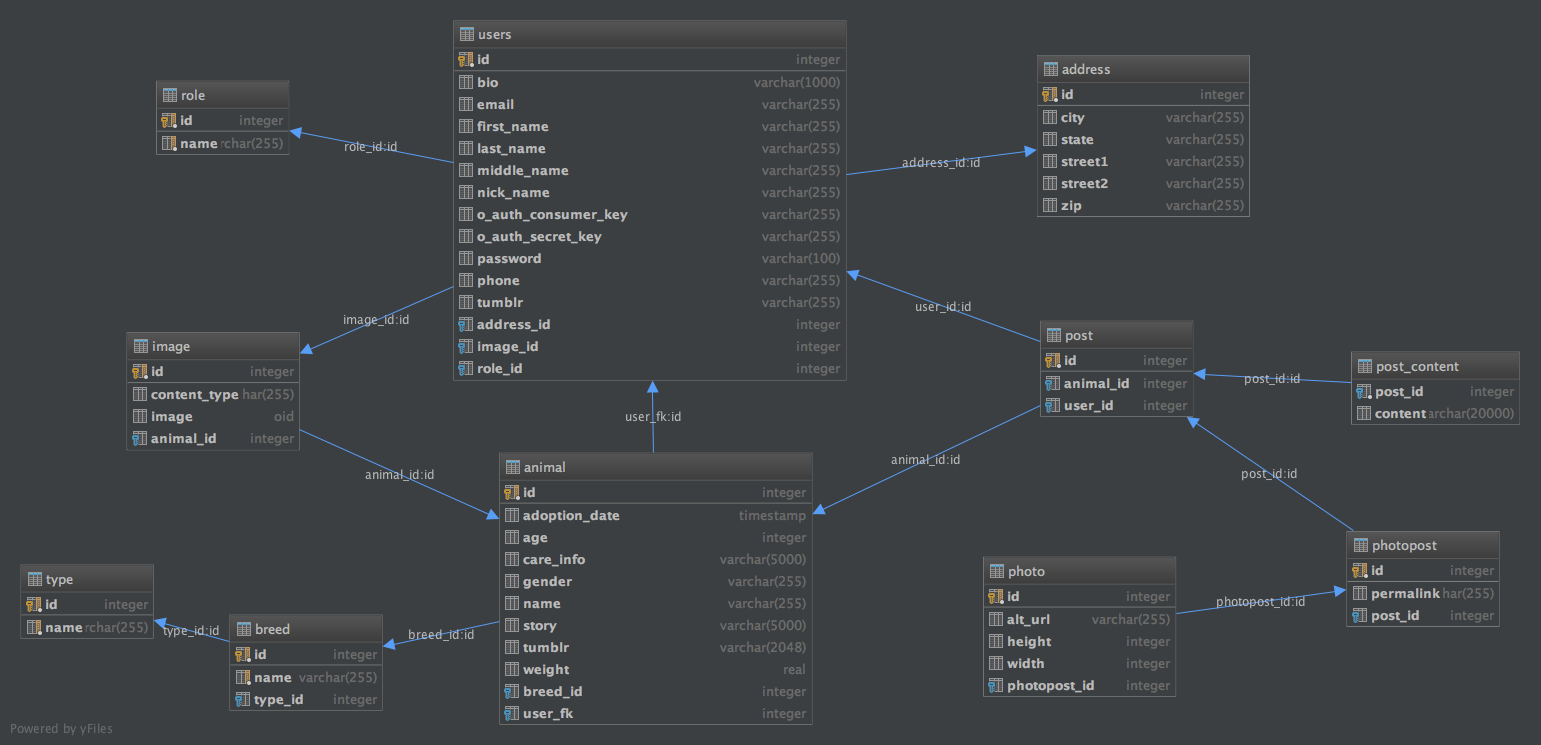 users
id integer
bio varchar(1000)
email varchar(255)
first_name varchar(255)
last_name varchar(255)
middle_name varchar(255)
nick_name varchar(255)
o_auth_consumer_key varchar(255)
o_auth_secret_key varchar(255)
password varchar(100)
phone varchar(255)
tumblr varchar(255)
address_id integer
image_id integer
role_id integer
role
id integer
name rchar(255)
role_id:id
address
id integer
city varchar(255)
state varchar(255)
street1 varchar(255)
street2 varchar(255)
zip varchar(255)
address_id:id
user_id:id
image_id:id
image
id integer
content_type har(255)
image oid
animal_id integer
user_fk:id
post
id integer
animal_id integer
user_id integer
post_id:id
post_content
post_id integer
content archar(20000)
animal_id:id
animal_id:id
post_id:id
animal
id integer
adoption_date timestamp
age integer
care_info varchar(5000)
gender varchar(255)
name varchar(255)
story varchar(5000)
tumblr varchar(2048)
weight real
breed_id integer
user_fk integer
type
id integer
name rchar(255)
type_id:id
breed
id integer
name varchar(255)
type_id integer
breed_id:id
photo
id integer
alt_url varchar(255)
height integer
width integer
photopost_id integer
photopost_id:id
photopost
id integer
permalink har(255)
post_id integer
Powered by yFiles